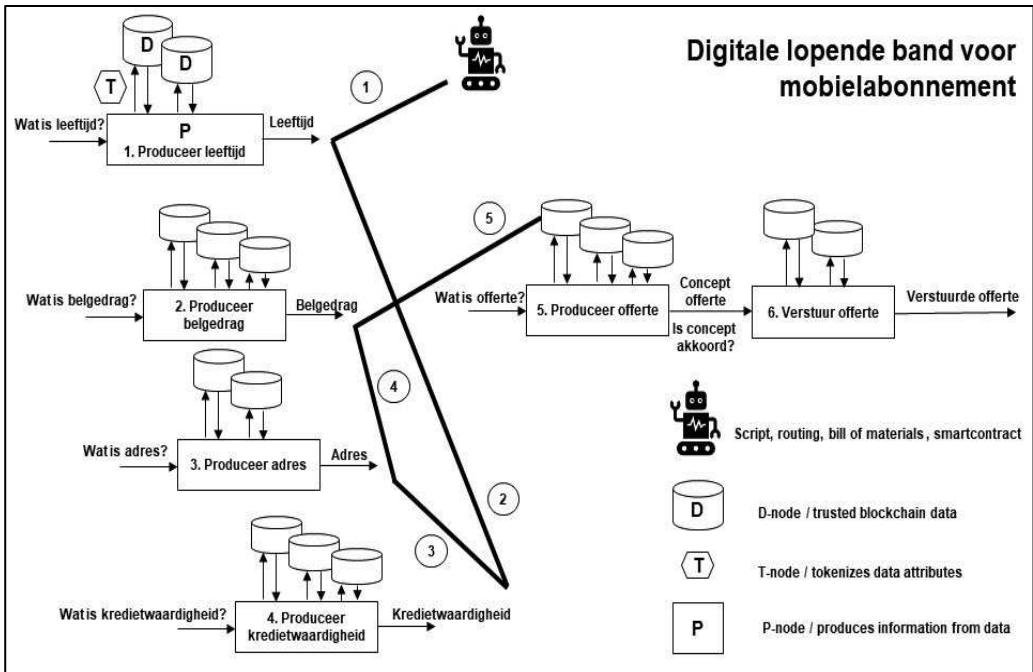 Digitale lopende band voor
mobielabonnement
D
D
T
1
Wat is leeftijd?
P
1. Produceer leeftijd
Leeftijd
5
Wat is belgedrag?
2. Produceer
belgedrag
Belgedrag
Wat is offerte?
5. Produceer offerte
Concept
offerte
Is concept
akkoord?
6. Verstuur offerte
Verstuurde offerte
4
Wat is adres?
3. Produceer adres
Adres
2
3
Wat is kredietwaardigheid?
4. Produceer
kredietwaardigheid
Kredietwaardigheid
Script, routing, bill of materials , smartcontract
D
D-node / trusted blockchain data
T
T-node / tokenizes data attributes
P
P-node / produces information from data